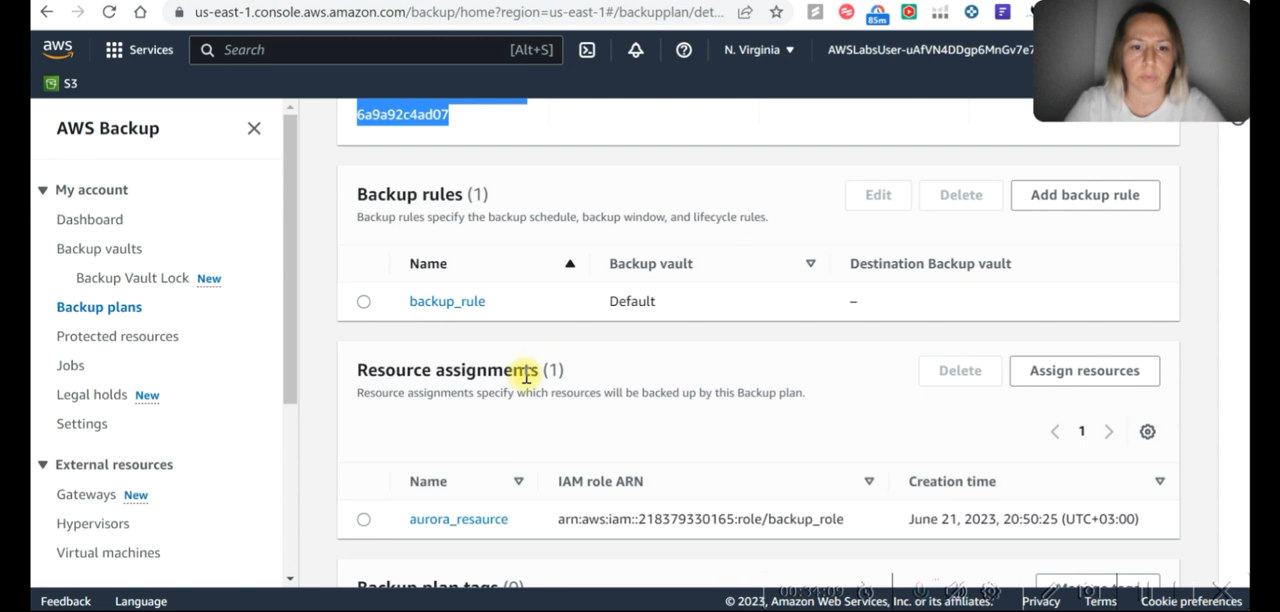 us-east-1.console.aws.amazon.com/backup/home?region=us-east-1#/backupplan/det...
85m
aws
Services
Search
[Alt+S]
N. Virginia
AWSLabsUser-uAfVN4DDgp6MnGv7e7
S3
AWS Backup
My account
Dashboard
Backup vaults
Backup Vault Lock New
Backup plans
Protected resources
Jobs
Legal holds New
Settings
External resources
Gateways New
Hypervisors
Virtual machines
6a9a92c4ad07
Backup rules (1)
Edit
Delete
Add backup rule
Backup rules specify the backup schedule, backup window, and lifecycle rules.
Name
Backup vault
Destination Backup vault
backup_rule
Default
–
Resource assignments (1)
Delete
Assign resources
Resource assignments specify which resources will be backed up by this Backup plan.
1
Name
IAM role ARN
Creation time
aurora_resaurce
arn:aws:iam::218379330165:role/backup_role
June 21, 2023, 20:50:25 (UTC+03:00)
Backup plan tags (0)
Feedback
Language
© 2023, Amazon Web Services, Inc. or its affiliates.
Privacy
Terms
Cookie preferences